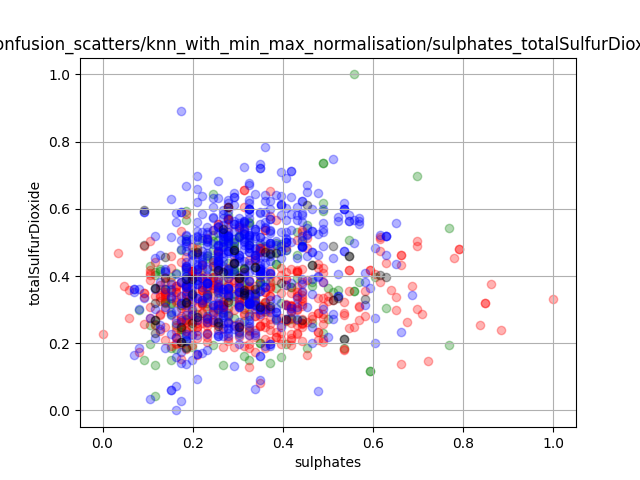 onfusion_scatters/knn_with_min_max_normalisation/sulphates_totalSulfurDiox
1.0
0.8
0.6
0.4
0.2
0.0
totalSulfurDioxide
0.0 0.2 0.4 0.6 0.8 1.0
sulphates